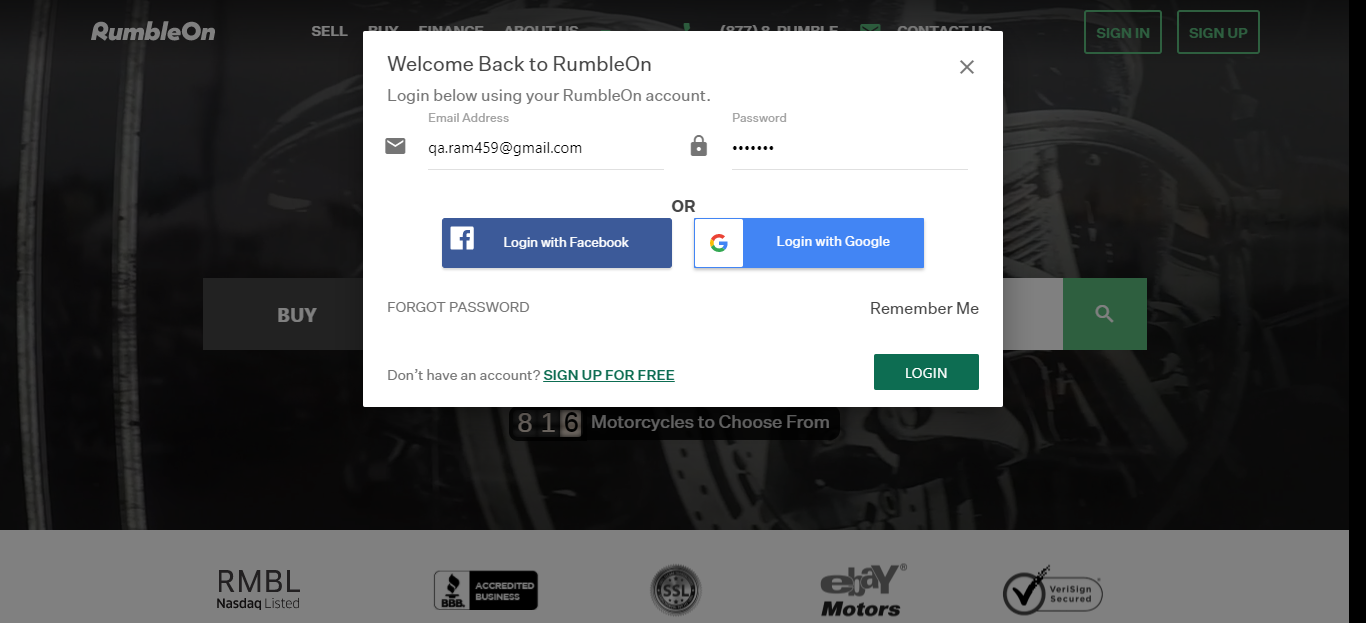 RumbleOn SELL BUY FINANCE ABOUT US (877) 8-RUMBLE CONTACT US SIGN IN SIGN UP
Welcome Back to RumbleOn
Login below using your RumbleOn account.
Email Address Password
qa.ram459@gmail.com •••••••
OR
Login with Facebook Login with Google
FORGOT PASSWORD Remember Me
BUY
Don't have an account? SIGN UP FOR FREE LOGIN
816 Motorcycles to Choose From
RMBL
Nasdaq Listed
BBB. ACCREDITED
BUSINESS
SSL
ebay®
Motors
VeriSign
Secured